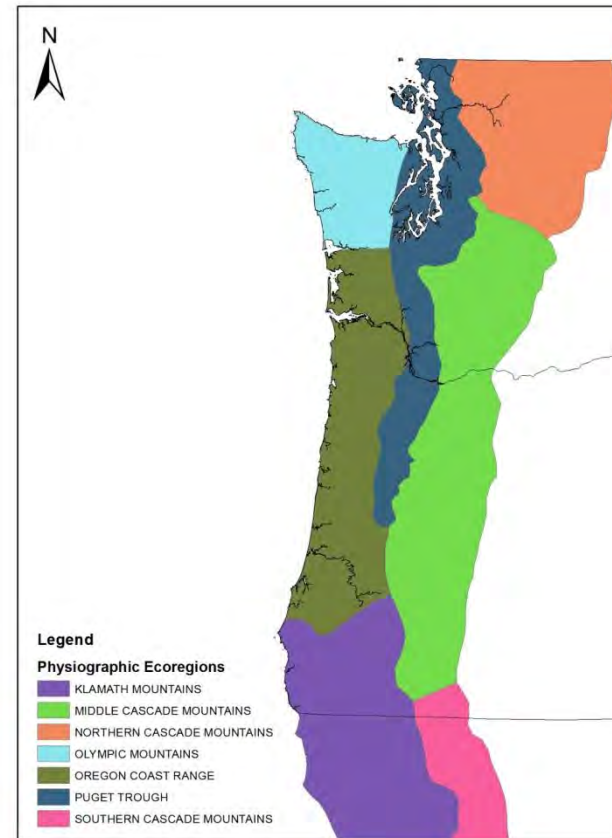 N
Legend
Physiographic Ecoregions
KLAMATH MOUNTAINS
MIDDLE CASCADE MOUNTAINS
NORTHERN CASCADE MOUNTAINS
OLYMPIC MOUNTAINS
OREGON COAST RANGE
PUGET TROUGH
SOUTHERN CASCADE MOUNTAINS